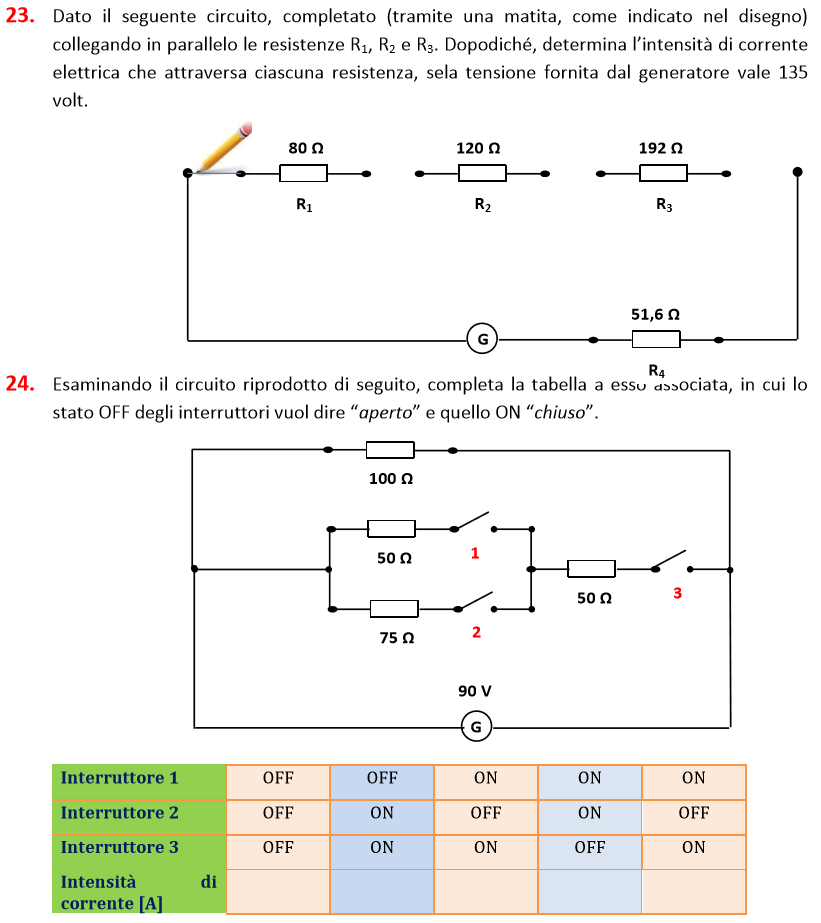 23. Dato il seguente circuito, completato (tramite una matita, come indicato nel disegno)
collegando in parallelo le resistenze R₁, R₂ e R₃. Dopodiché, determina l'intensità di corrente
elettrica che attraversa ciascuna resistenza, sela tensione fornita dal generatore vale 135
volt.
80 Ω 120 Ω 192 Ω
R₁ R₂ R₃
51,6 Ω
G
R₄
24. Esaminando il circuito riprodotto di seguito, completa la tabella a esso associata, in cui lo
stato OFF degli interruttori vuol dire "aperto" e quello ON "chiuso".
100 Ω
50 Ω 1
50 Ω 3
75 Ω 2
90 V
G
Interruttore 1 OFF OFF ON ON ON
Interruttore 2 OFF ON OFF ON OFF
Interruttore 3 OFF ON ON OFF ON
Intensità di
corrente [A]